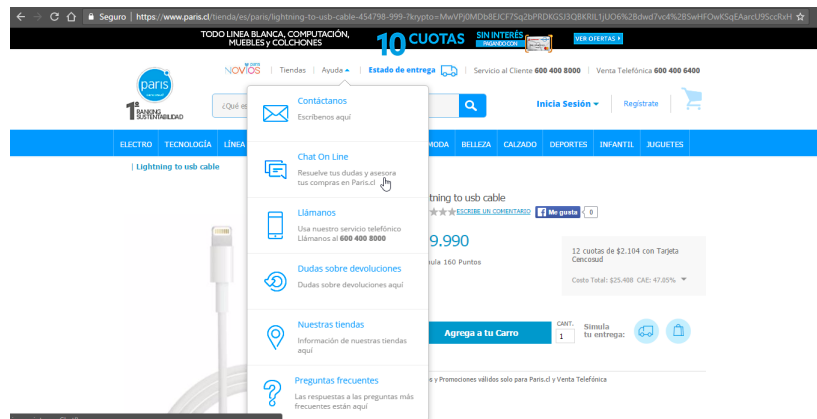 Seguro | https://www.paris.cl/tienda/es/paris/lightning-to-usb-cable-454798-999-?krypto=
TODO LINEA BLANCA, COMPUTACIÓN,
MUEBLES y COLCHONES
10 CUOTAS
SIN INTERÉS
PAGANDO CON
VER OFERTAS
NOVIOS paris | Tiendas | Ayuda | Estado de entrega | Servicio al Cliente 600 400 8000 | Venta Telefónica 600 400 6400
paris
1° RANKING
SUSTENTABILIDAD
¿Qué es
Inicia Sesión
Regístrate
ELECTRO TECNOLOGÍA LÍNEA MODA BELLEZA CALZADO DEPORTES INFANTIL JUGUETES
| Lightning to usb cable
Contáctanos
Escríbenos aquí
Chat On Line
Resuelve tus dudas y asesora
tus compras en Paris.cl
Llámanos
Usa nuestro servicio telefónico
Llámanos al 600 400 8000
Dudas sobre devoluciones
Dudas sobre devoluciones aquí
Nuestras tiendas
Información de nuestras tiendas
aquí
Preguntas frecuentes
Las respuestas a las preguntas más
frecuentes están aquí
tning to usb cable
ESCRIBE UN COMENTARIO
Me gusta 0
9.990
ula 160 Puntos
12 cuotas de $2.104 con Tarjeta
Cencosud
Costo Total: $25.408 CAE: 47.05%
Agrega a tu Carro
CANT.
1
Simula
tu entrega:
s y Promociones válidos solo para Paris.cl y Venta Telefónica